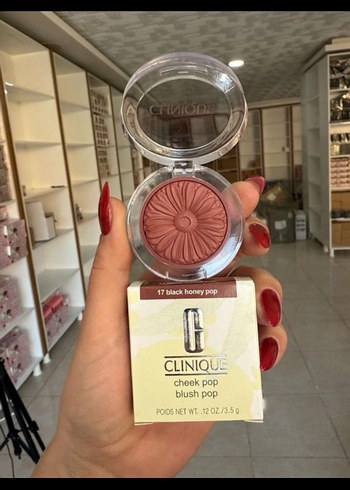 CLINIQUE
17 black honey pop
CLINIQUE
cheek pop
blush pop
POIDS NET WT. .12 OZ./3.5 g